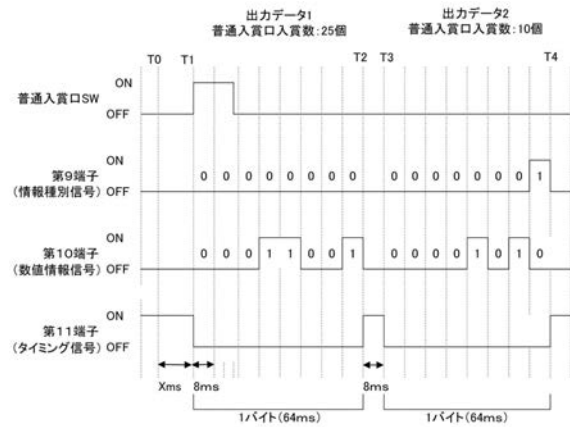 出力データ1
普通入賞口入賞数:25個
出力データ2
普通入賞口入賞数:10個
T0 T1 T2 T3 T4
普通入賞口SW
ON
OFF
第9端子
(情報種別信号)
ON
OFF
0 0 0 0 0 0 0 0 0 0 0 0 0 0 0 1
第10端子
(数値情報信号)
ON
OFF
0 0 0 1 1 0 0 1 0 0 0 0 1 0 1 0
第11端子
(タイミング信号)
ON
OFF
Xms 8ms 8ms
1バイト(64ms) 1バイト(64ms)